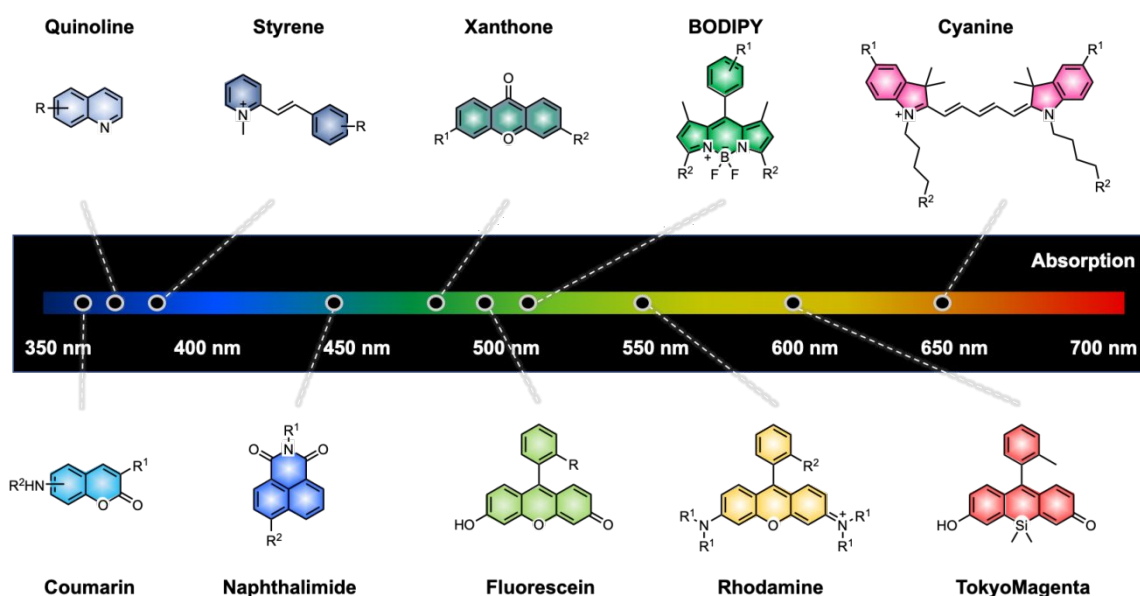 Quinoline Styrene Xanthone BODIPY Cyanine
R N
N + R
O O R¹ R²
R¹ N + B N F F R² R²
R¹ R¹ N + N R² R²
Absorption
350 nm 400 nm 450 nm 500 nm 550 nm 600 nm 650 nm 700 nm
R²HN R¹ O O
R¹ O N O R²
R HO O O
R² R¹ N R¹ O N + R¹ R¹
HO Si O
Coumarin Naphthalimide Fluorescein Rhodamine TokyoMagenta